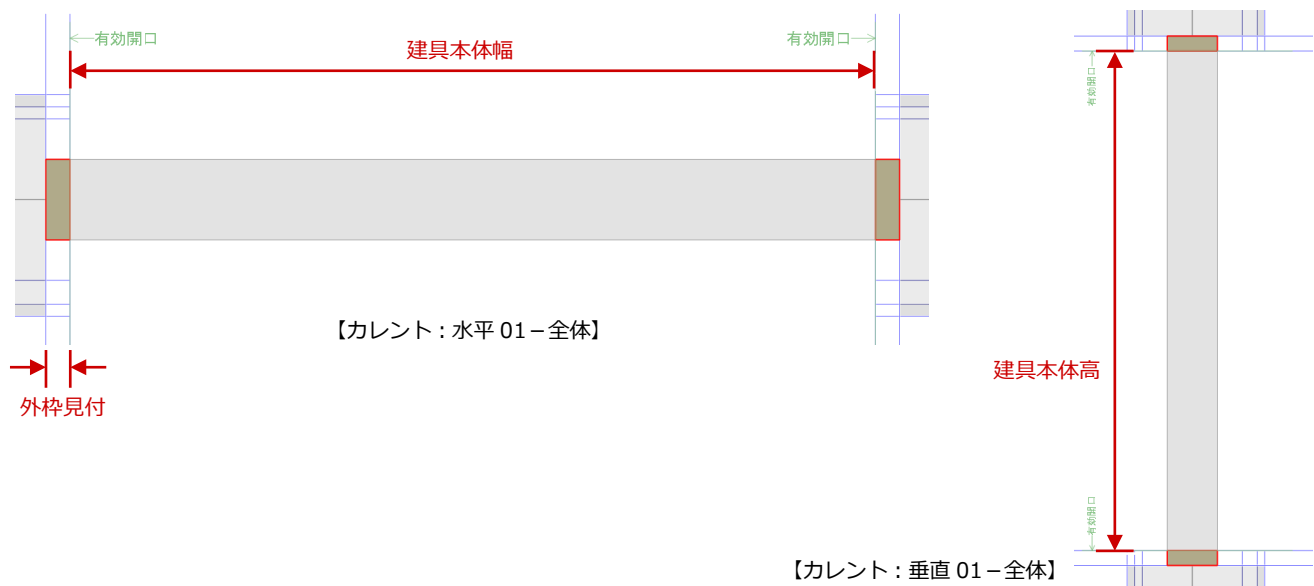 有効開口
有効開口
建具本体幅
有効開口
【カレント：水平 01－全体】
建具本体高
外枠見付
有効開口
【カレント：垂直 01－全体】